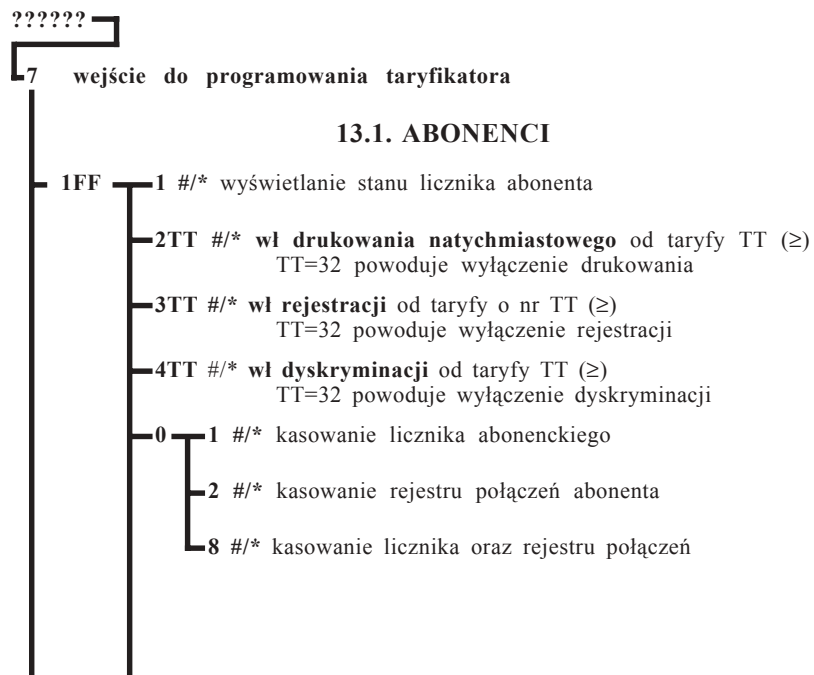 ??????
7 wejście do programowania taryfikatora
13.1. ABONENCI
1FF 1 #/* wyświetlanie stanu licznika abonenta
2TT #/* wł drukowania natychmiastowego od taryfy TT (≥)
TT=32 powoduje wyłączenie drukowania
3TT #/* wł rejestracji od taryfy o nr TT (≥)
TT=32 powoduje wyłączenie rejestracji
4TT #/* wł dyskryminacji od taryfy TT (≥)
TT=32 powoduje wyłączenie dyskryminacji
0 1 #/* kasowanie licznika abonenckiego
2 #/* kasowanie rejestru połączeń abonenta
8 #/* kasowanie licznika oraz rejestru połączeń